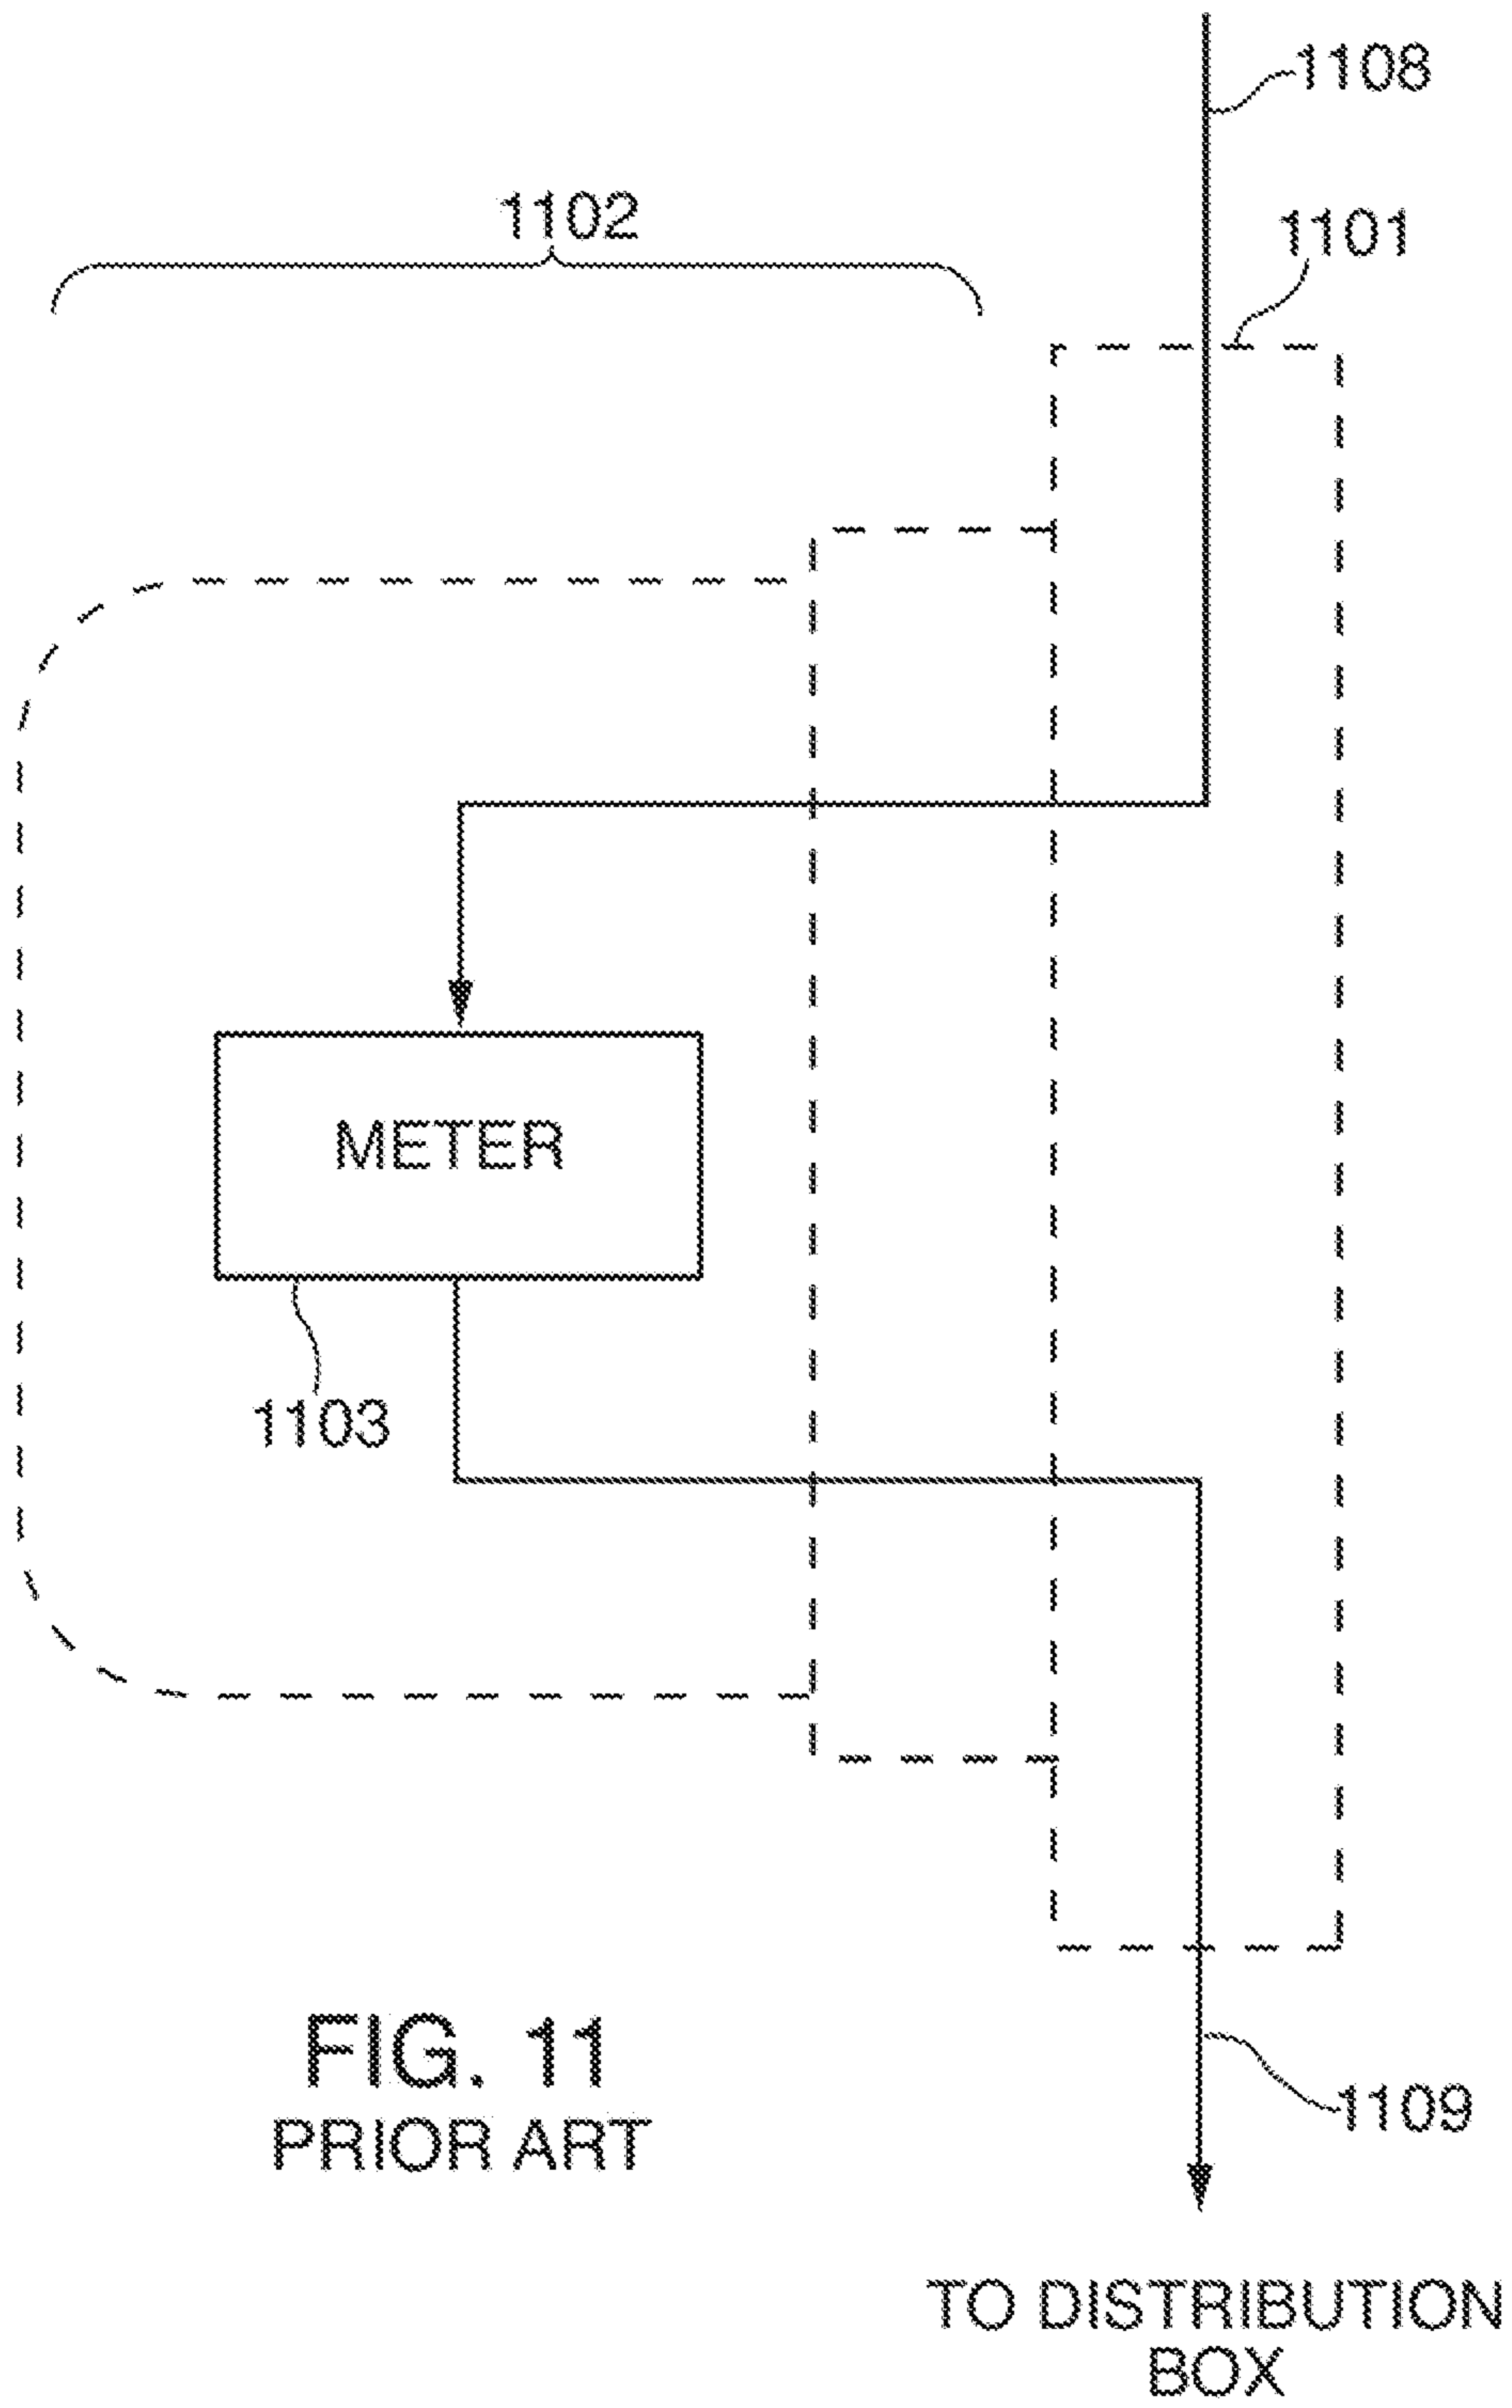 1108
1102
1101
METER
1103
FIG. 11
PRIOR ART
1109
TO DISTRIBUTION
BOX